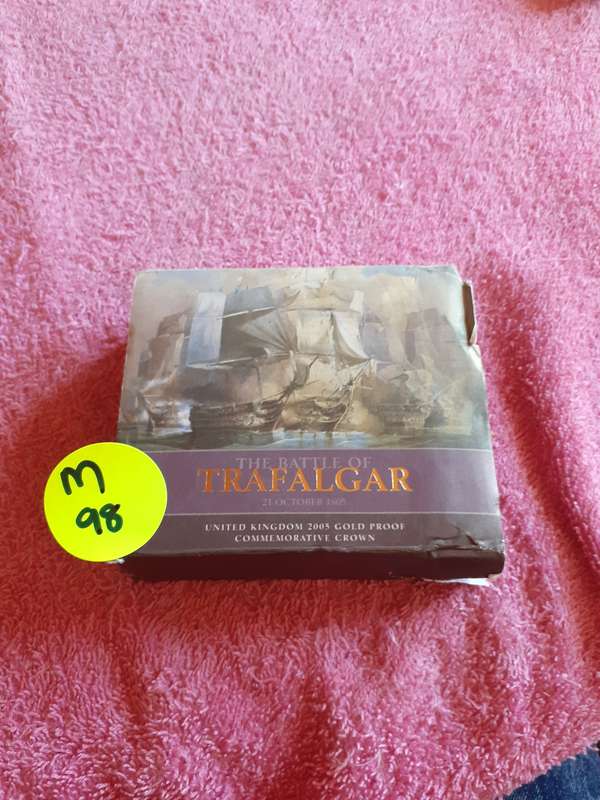 THE BATTLE OF
TRAFALGAR
21 OCTOBER 1805
UNITED KINGDOM 2005 GOLD PROOF
COMMEMORATIVE CROWN
M
98